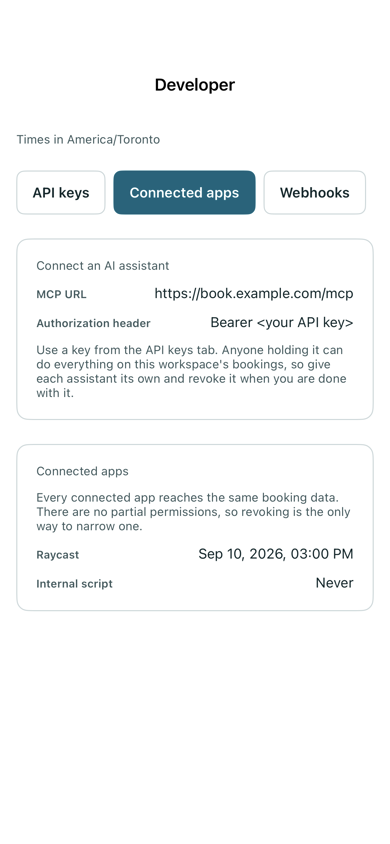 Developer
Times in America/Toronto
API keys
Connected apps
Webhooks
Connect an AI assistant
MCP URL https://book.example.com/mcp
Authorization header Bearer <your API key>
Use a key from the API keys tab. Anyone holding it can
do everything on this workspace's bookings, so give
each assistant its own and revoke it when you are done
with it.
Connected apps
Every connected app reaches the same booking data.
There are no partial permissions, so revoking is the only
way to narrow one.
Raycast Sep 10, 2026, 03:00 PM
Internal script Never